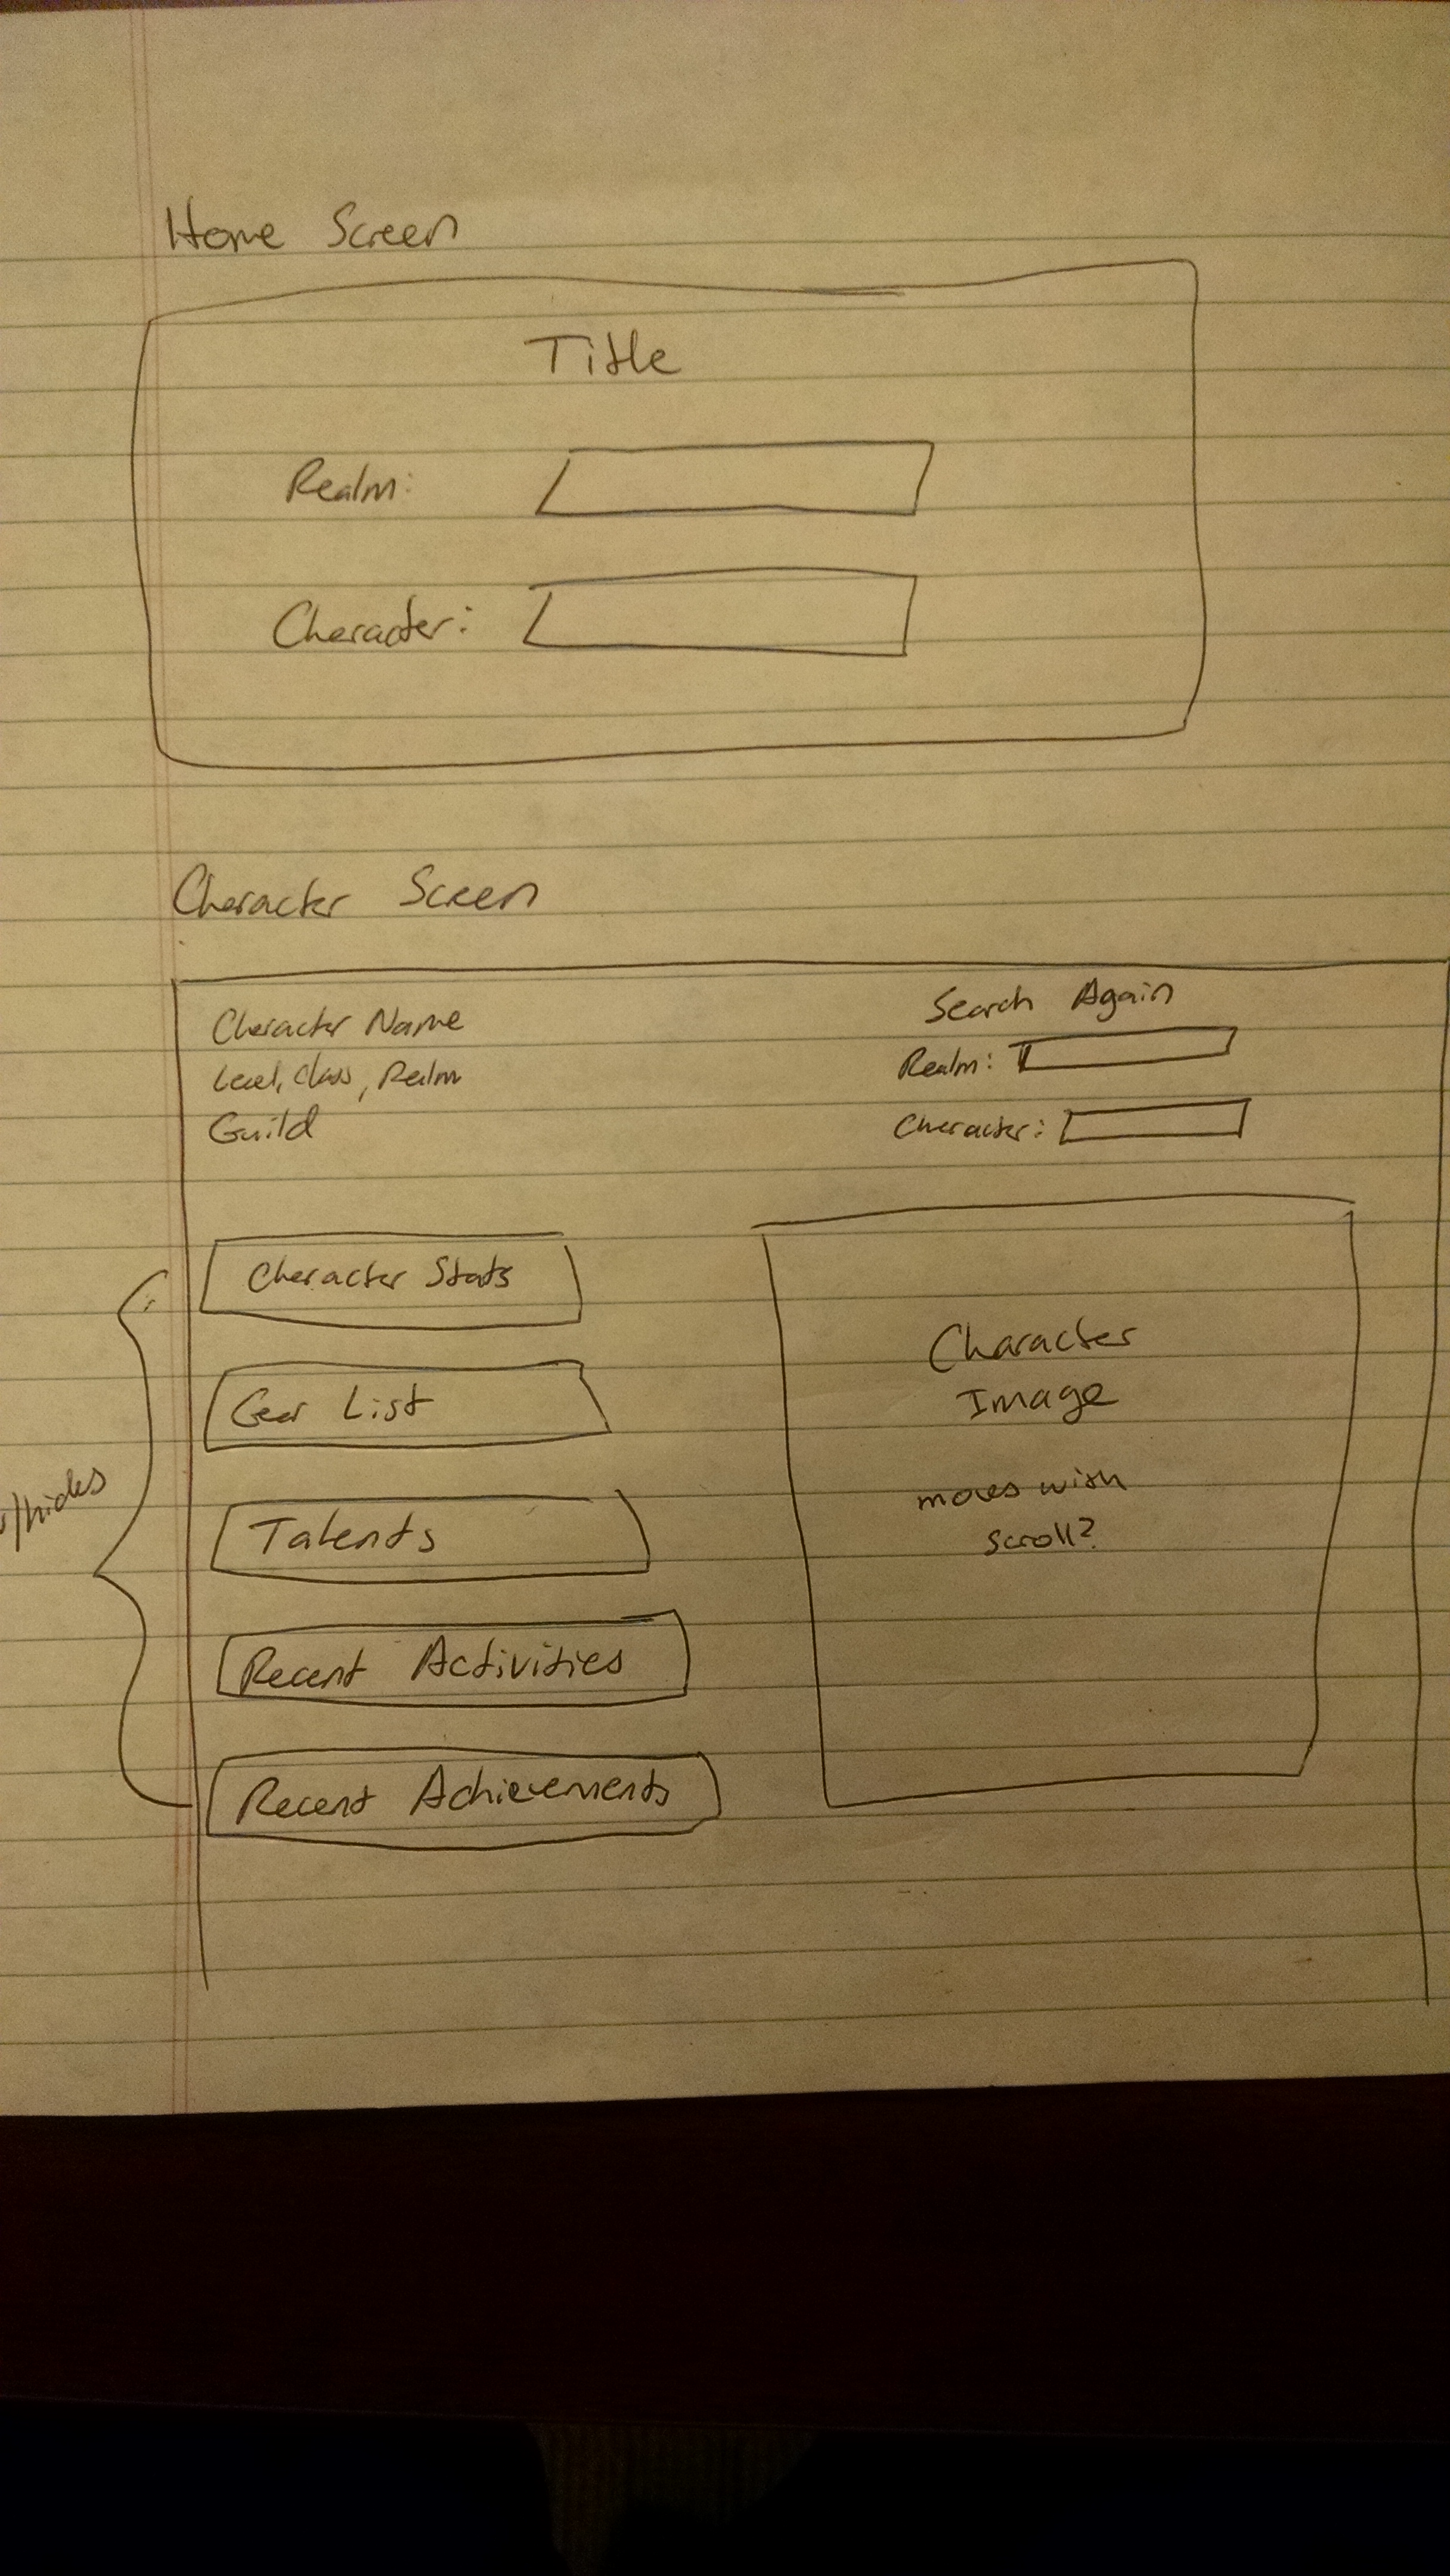 Home Screen
Title
Realm:
Character:
Character Screen
Character Name
Level, Class, Realm
Guild
Search Again
Realm:
Character:
Character Stats
Gear List
Talents
Recent Activities
Recent Achievements
/hides
Character
Image
moves with
scroll?